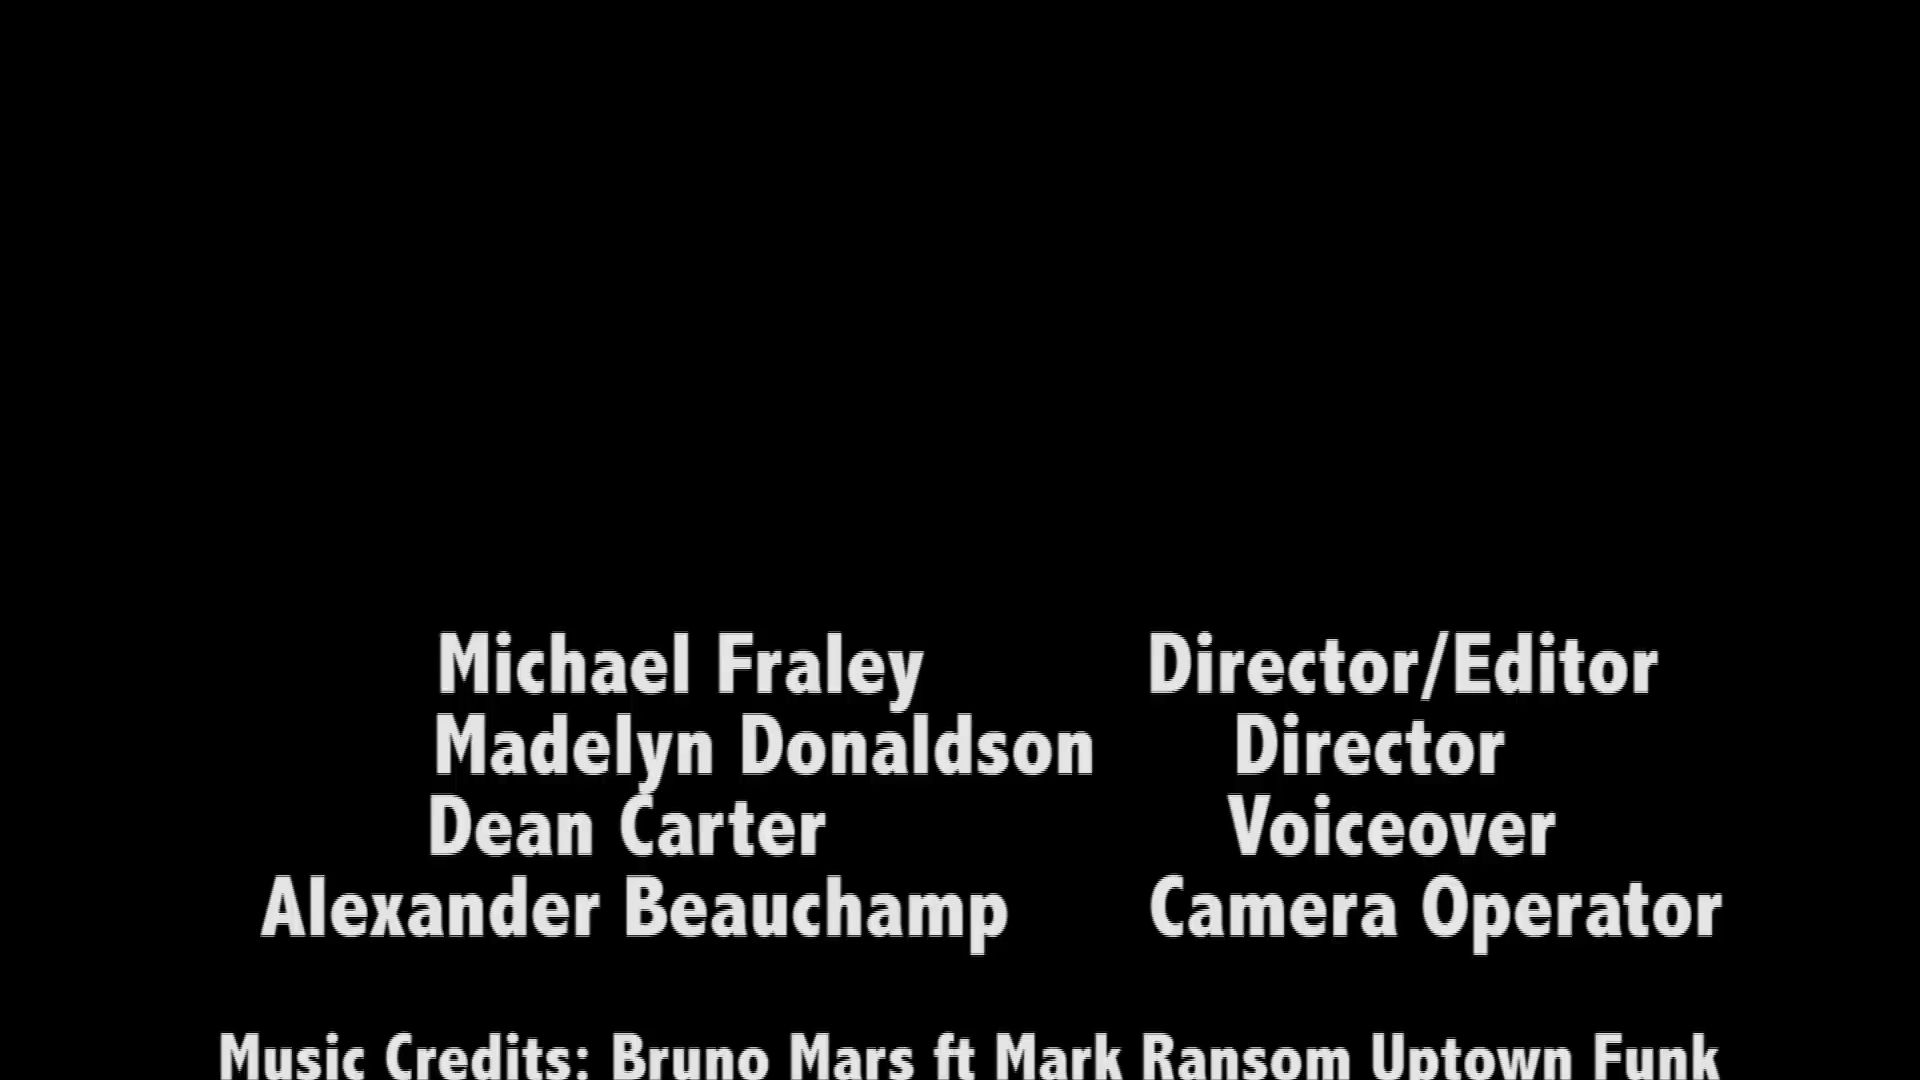 Michael Fraley Director/Editor
Madelyn Donaldson Director
Dean Carter Voiceover
Alexander Beauchamp Camera Operator
Music Credits: Bruno Mars ft Mark Ransom Uptown Funk